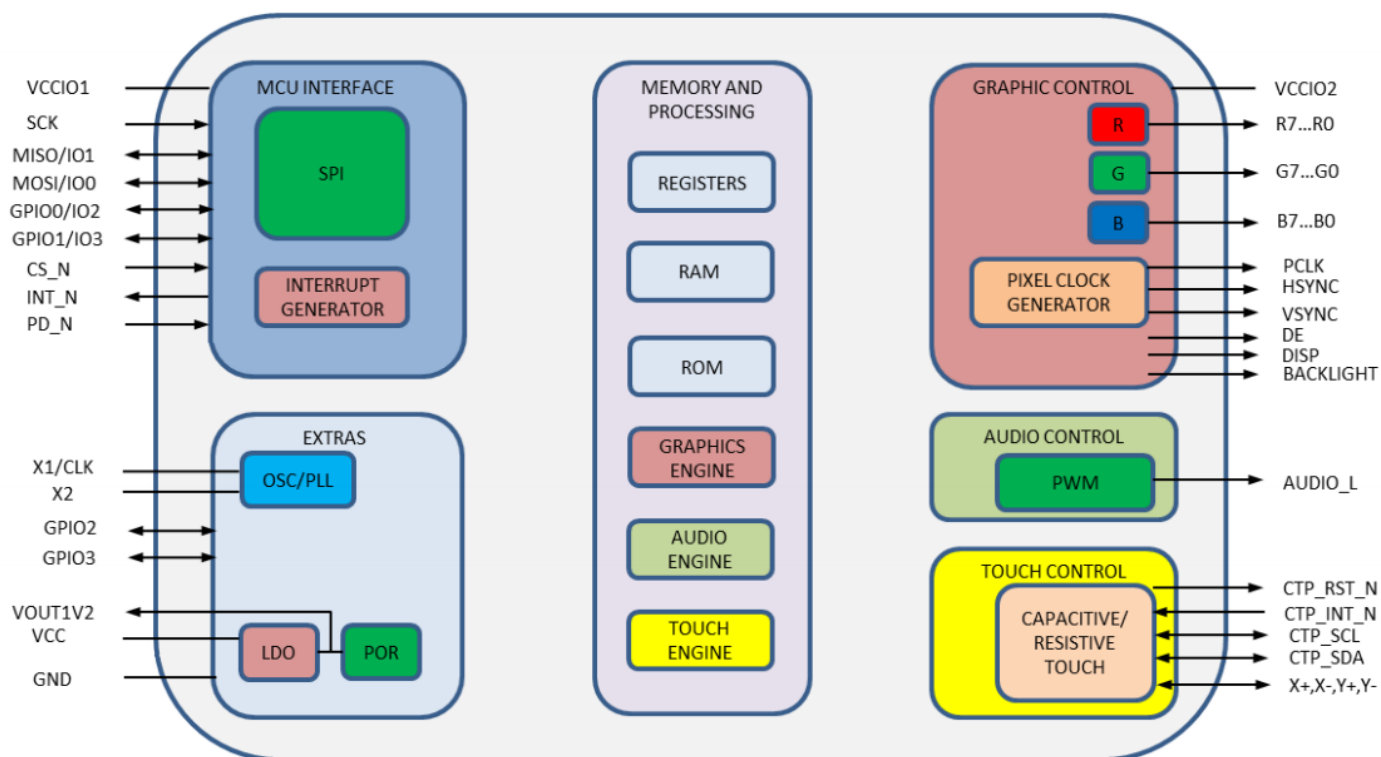 VCCIO1
SCK
MISO/IO1
MOSI/IO0
GPIO0/IO2
GPIO1/IO3
CS_N
INT_N
PD_N
MCU INTERFACE
SPI
INTERRUPT
GENERATOR
X1/CLK
X2
GPIO2
GPIO3
VOUT1V2
VCC
GND
EXTRAS
OSC/PLL
LDO
POR
MEMORY AND
PROCESSING
REGISTERS
RAM
ROM
GRAPHICS
ENGINE
AUDIO
ENGINE
TOUCH
ENGINE
GRAPHIC CONTROL
R
G
B
PIXEL CLOCK
GENERATOR
VCCIO2
R7...R0
G7...G0
B7...B0
PCLK
HSYNC
VSYNC
DE
DISP
BACKLIGHT
AUDIO CONTROL
PWM
AUDIO_L
TOUCH CONTROL
CAPACITIVE/
RESISTIVE
TOUCH
CTP_RST_N
CTP_INT_N
CTP_SCL
CTP_SDA
X+,X-,Y+,Y-